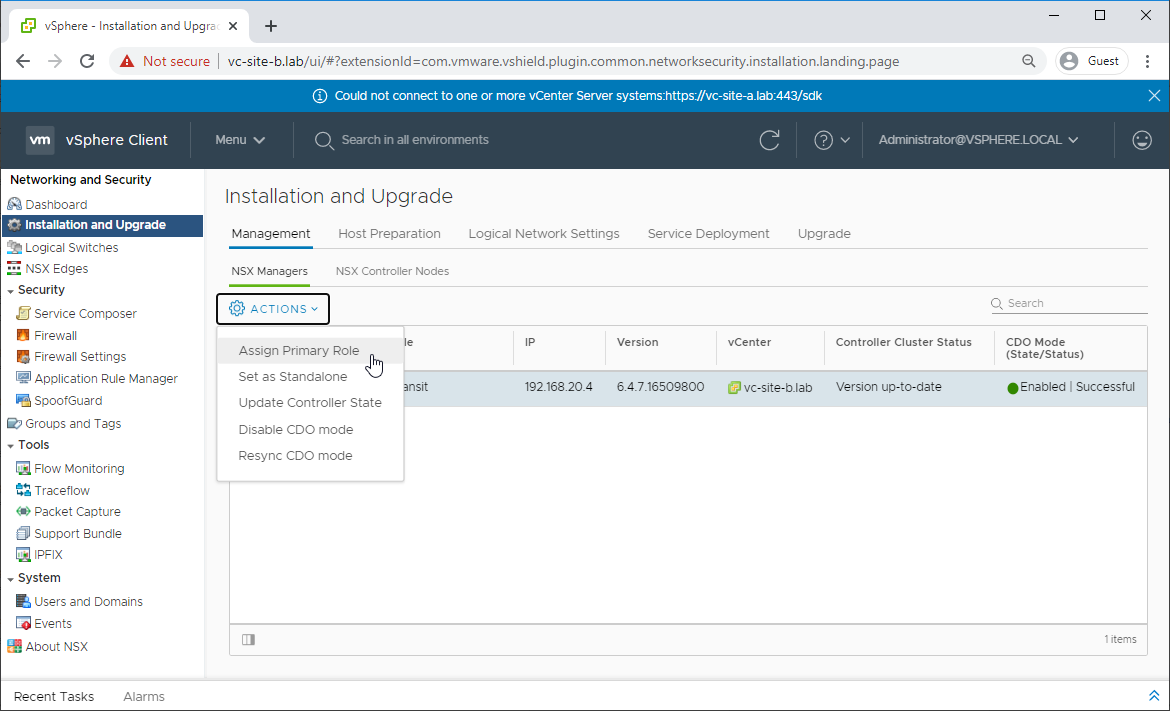 vSphere - Installation and Upgra
Not secure
vc-site-b.lab/ui/#?extensionId=com.vmware.vshield.plugin.common.networksecurity.installation.landing.page
Guest
Could not connect to one or more vCenter Server systems:https://vc-site-a.lab:443/sdk
vm vSphere Client
Menu
Search in all environments
Administrator@VSPHERE.LOCAL
Networking and Security
Dashboard
Installation and Upgrade
Logical Switches
NSX Edges
Security
Service Composer
Firewall
Firewall Settings
Application Rule Manager
SpoofGuard
Groups and Tags
Tools
Flow Monitoring
Traceflow
Packet Capture
Support Bundle
IPFIX
System
Users and Domains
Events
About NSX
Installation and Upgrade
Management Host Preparation Logical Network Settings Service Deployment Upgrade
NSX Managers NSX Controller Nodes
ACTIONS
Search
Assign Primary Role
Set as Standalone
Update Controller State
Disable CDO mode
Resync CDO mode
le IP Version vCenter Controller Cluster Status CDO Mode
(State/Status)
ansit 192.168.20.4 6.4.7.16509800 vc-site-b.lab Version up-to-date Enabled | Successful
1 items
Recent Tasks Alarms